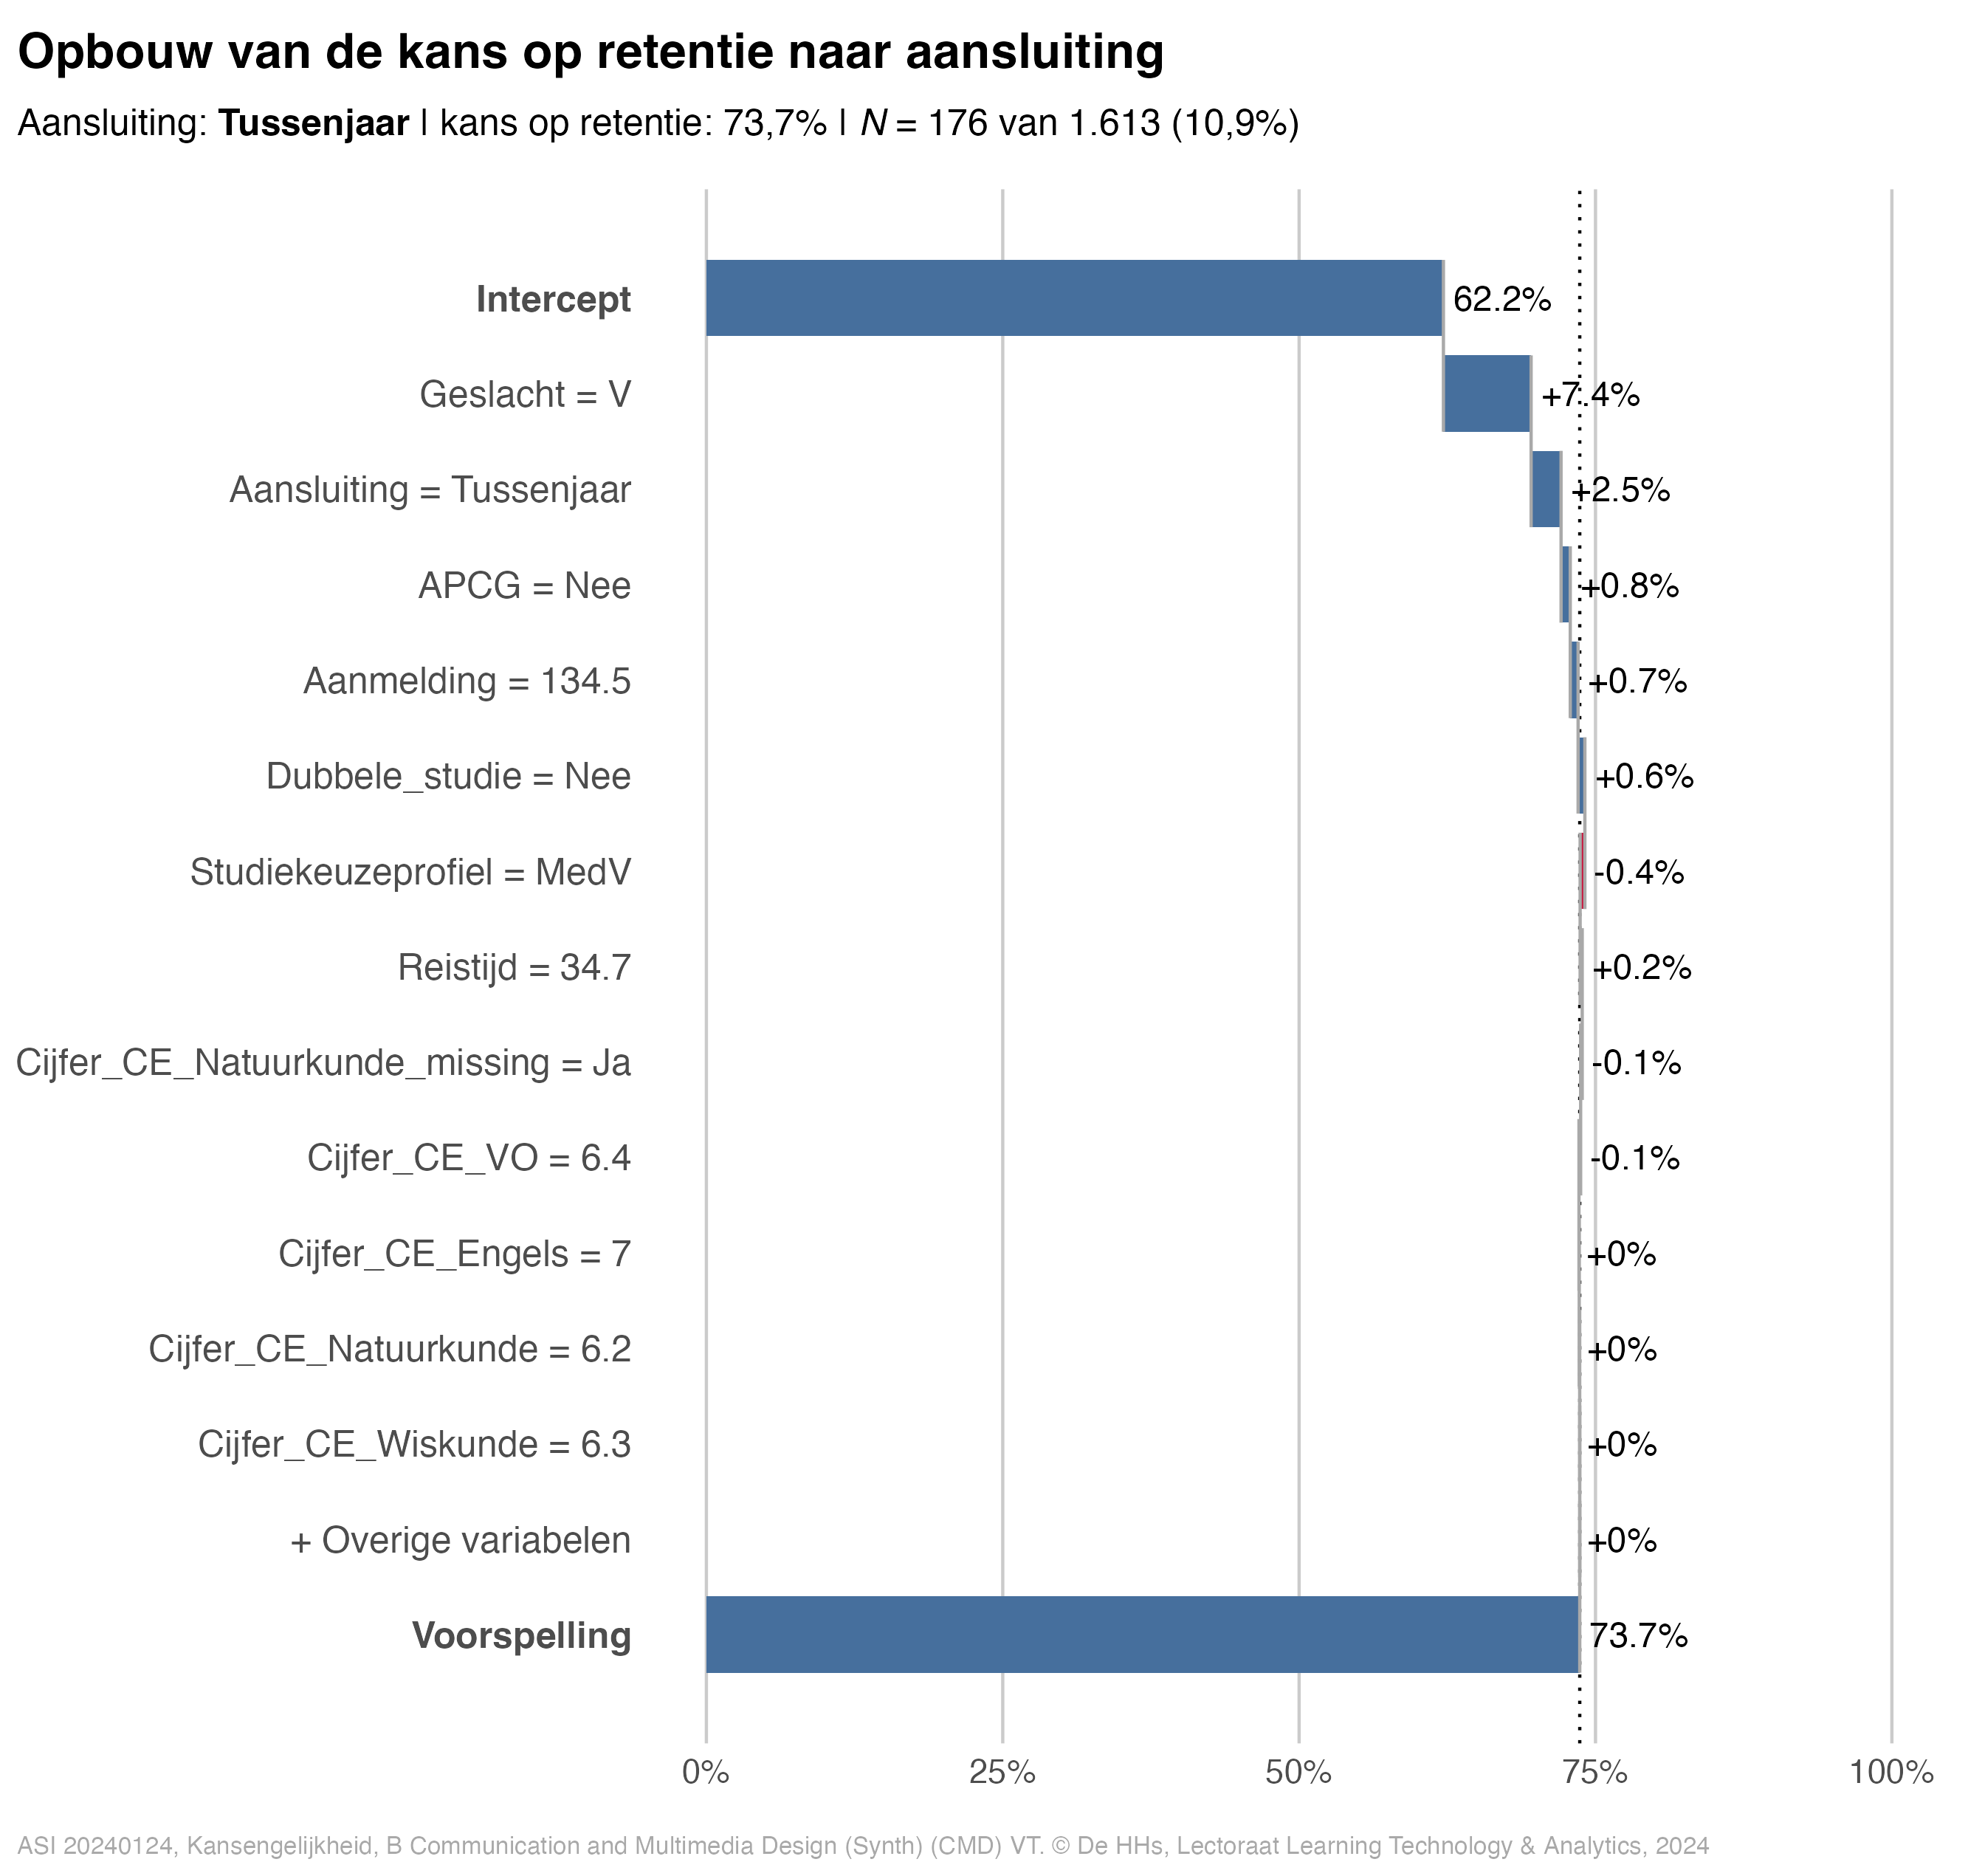 Opbouw van de kans op retentie naar aansluiting
Aansluiting: Tussenjaar | kans op retentie: 73,7% | N = 176 van 1.613 (10,9%)
Intercept 62.2%
Geslacht = V +7.4%
Aansluiting = Tussenjaar +2.5%
APCG = Nee +0.8%
Aanmelding = 134.5 +0.7%
Dubbele_studie = Nee +0.6%
Studiekeuzeprofiel = MedV -0.4%
Reistijd = 34.7 +0.2%
Cijfer_CE_Natuurkunde_missing = Ja -0.1%
Cijfer_CE_VO = 6.4 -0.1%
Cijfer_CE_Engels = 7 +0%
Cijfer_CE_Natuurkunde = 6.2 +0%
Cijfer_CE_Wiskunde = 6.3 +0%
+ Overige variabelen +0%
Voorspelling 73.7%
0% 25% 50% 75% 100%
ASI 20240124, Kansengelijkheid, B Communication and Multimedia Design (Synth) (CMD) VT. © De HHs, Lectoraat Learning Technology & Analytics, 2024